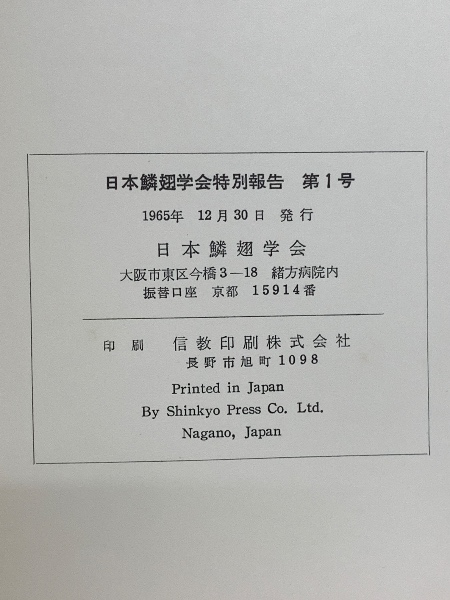 日本鱗翅学会特別報告 第1号
1965年 12月30日 発行
日本鱗翅学会
大阪市東区今橋3―18 緒方病院内
振替口座 京都 15914番
印刷 信教印刷株式会社
長野市旭町1098
Printed in Japan
By Shinkyo Press Co. Ltd.
Nagano, Japan